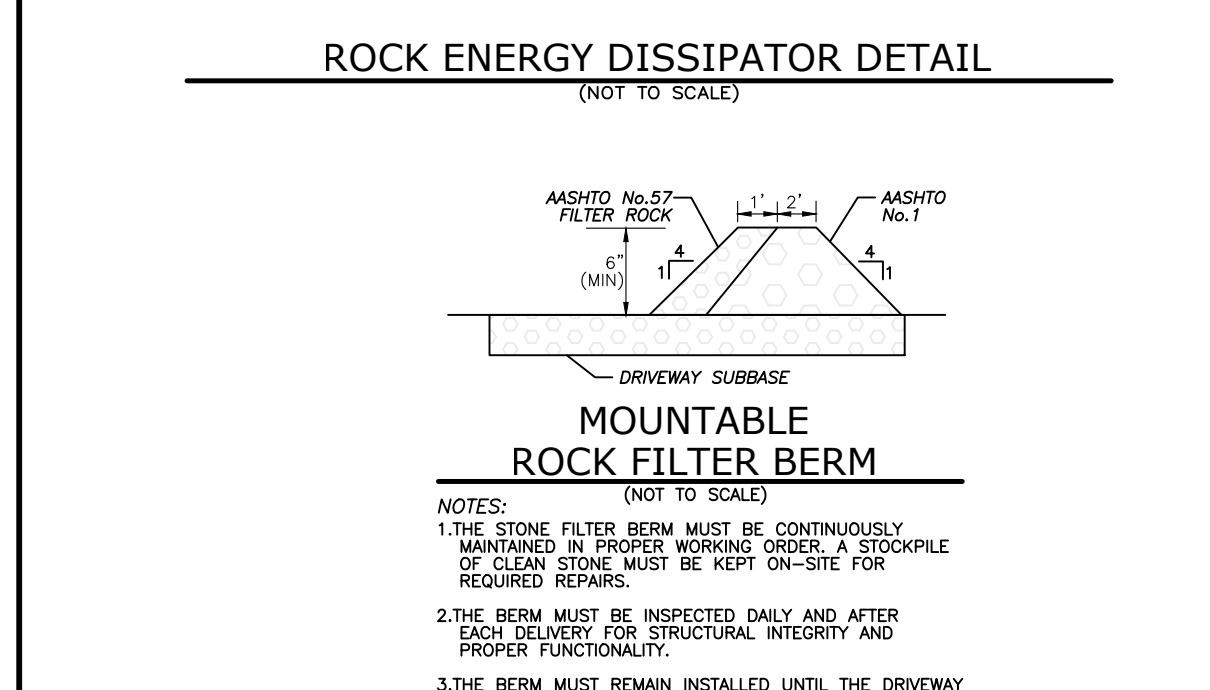 ROCK ENERGY DISSIPATOR DETAIL
(NOT TO SCALE)
AASHTO No.57
FILTER ROCK
1' 2'
AASHTO
No.1
6"
(MIN)
4
1
4
1
DRIVEWAY SUBBASE
MOUNTABLE
ROCK FILTER BERM
(NOT TO SCALE)
NOTES:
1.THE STONE FILTER BERM MUST BE CONTINUOUSLY
MAINTAINED IN PROPER WORKING ORDER. A STOCKPILE
OF CLEAN STONE MUST BE KEPT ON-SITE FOR
REQUIRED REPAIRS.
2.THE BERM MUST BE INSPECTED DAILY AND AFTER
EACH DELIVERY FOR STRUCTURAL INTEGRITY AND
PROPER FUNCTIONALITY.
3.THE BERM MUST REMAIN INSTALLED UNTIL THE DRIVEWAY